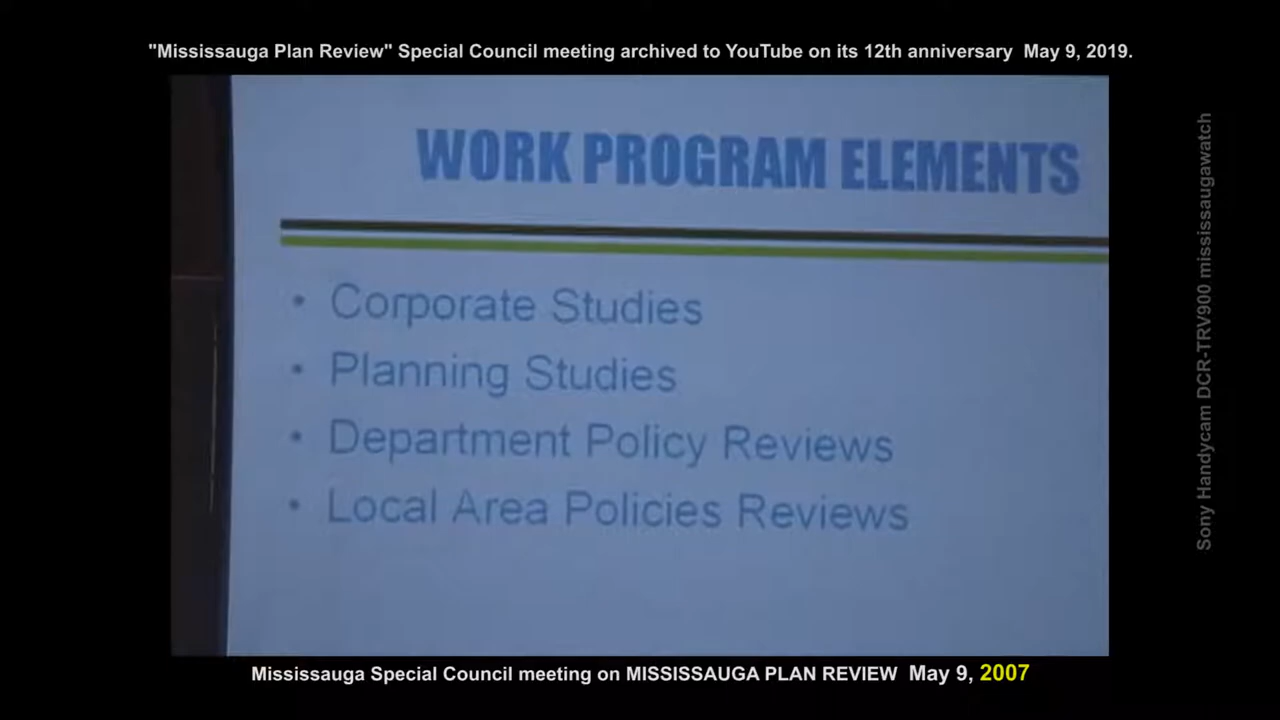 "Mississauga Plan Review" Special Council meeting archived to YouTube on its 12th anniversary May 9, 2019.
WORK PROGRAM ELEMENTS
• Corporate Studies
• Planning Studies
• Department Policy Reviews
• Local Area Policies Reviews
Mississauga Special Council meeting on MISSISSAUGA PLAN REVIEW May 9, 2007
Sony Handycam DCR-TRV900 mississaugawatch